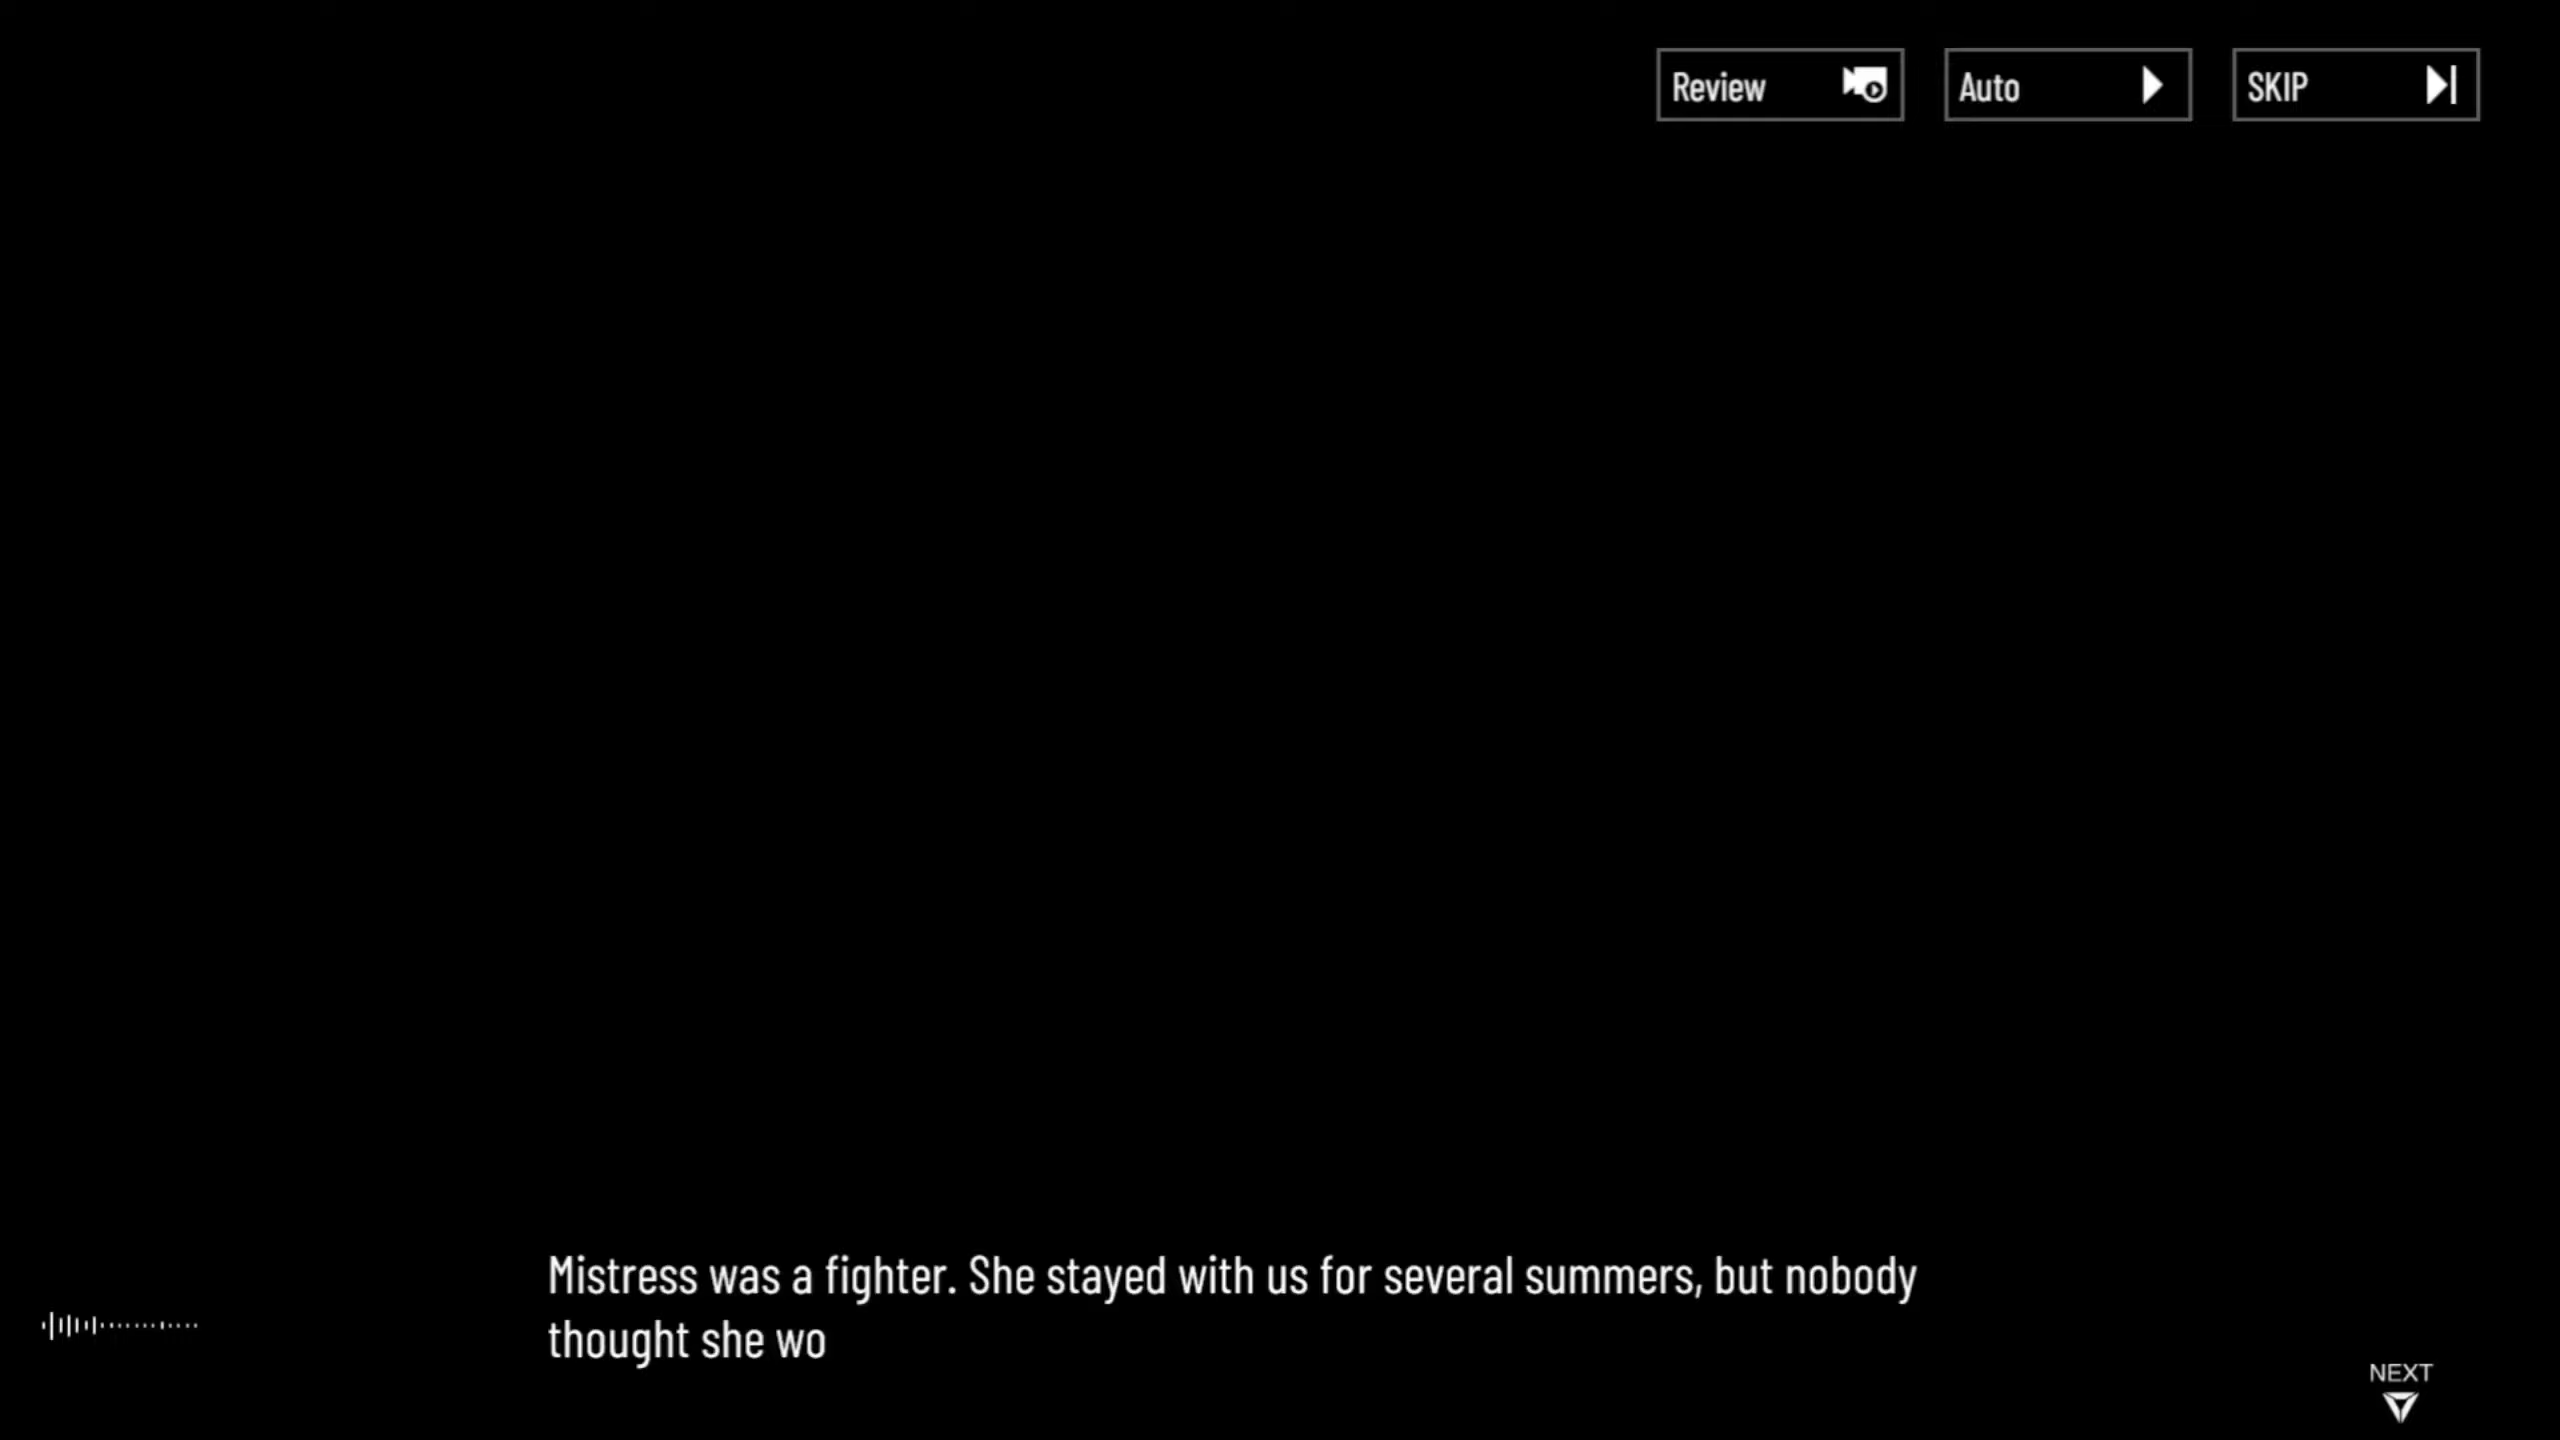 Review
Auto
SKIP
Mistress was a fighter. She stayed with us for several summers, but nobody
thought she wo
NEXT